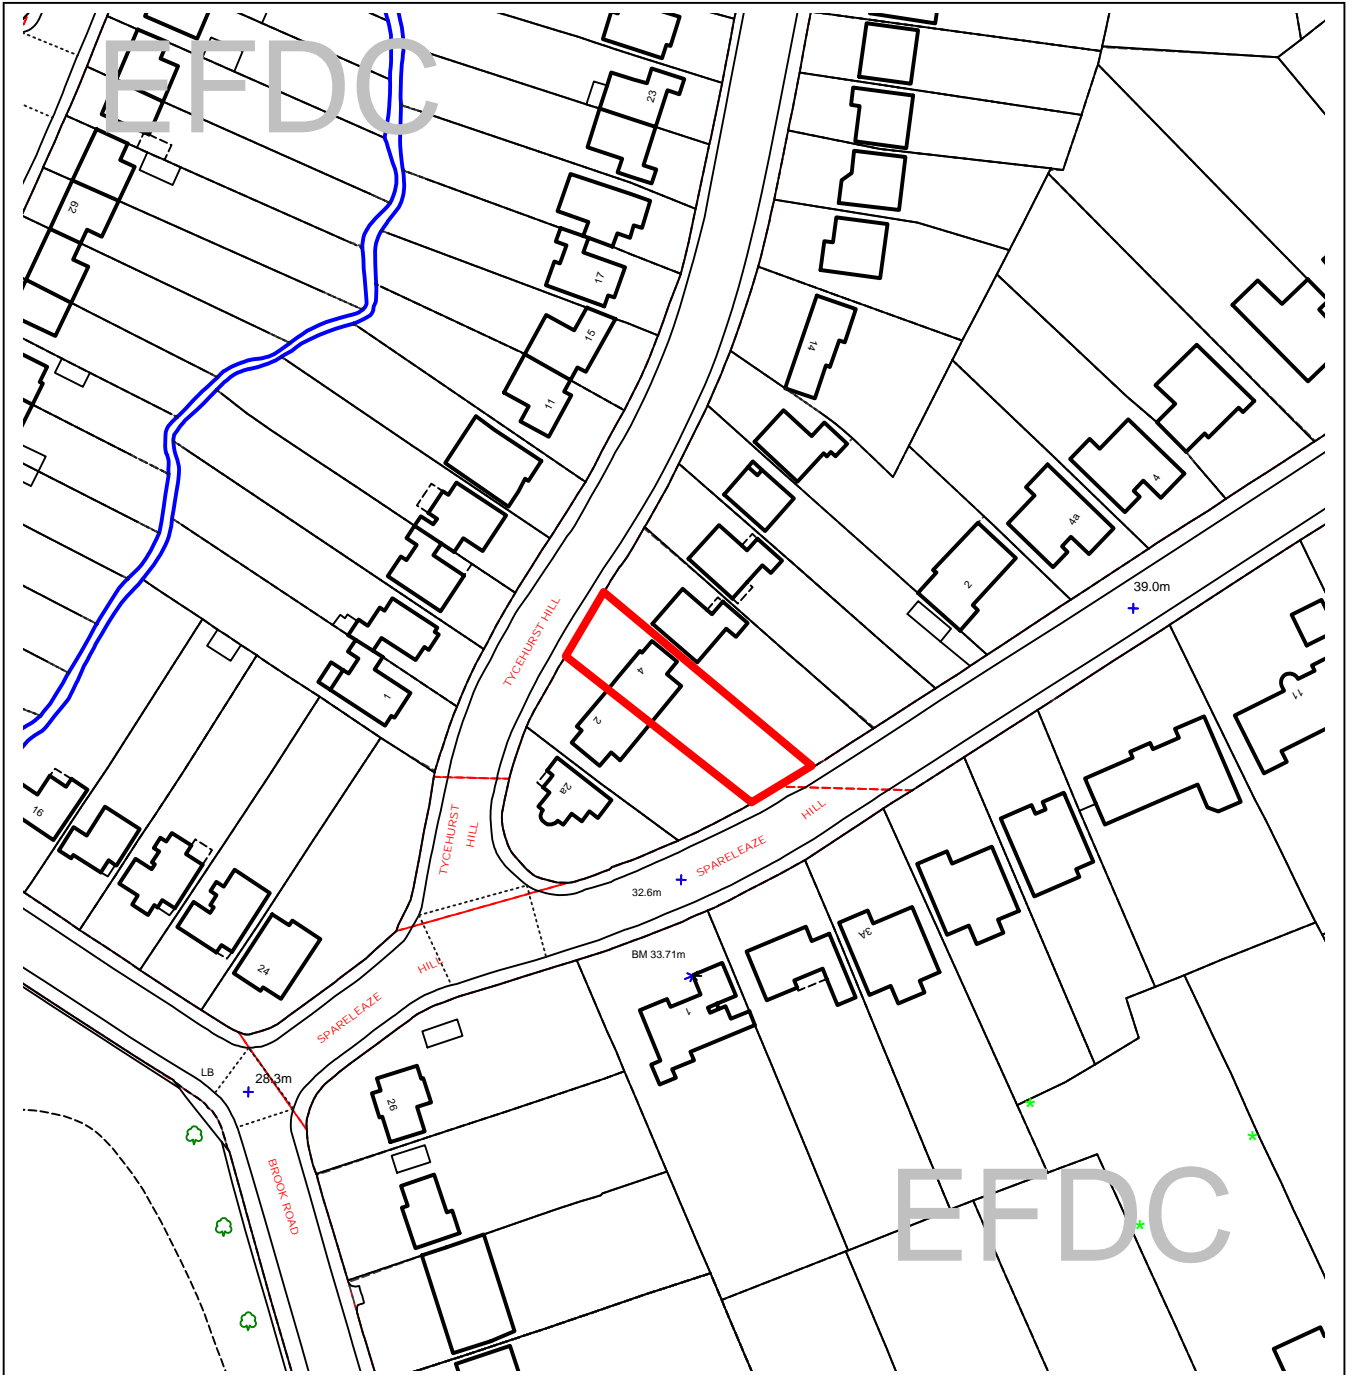 EFDC
23
62
17
15
14
11
4
4a
2
39.0m
TYCEHURST HILL
4
1
2
11
2a
16
TYCEHURST
HILL
HILL
SPARELEAZE
32.6m
3A
BM 33.71m
HILL
24
1
SPARELEAZE
LB
28.3m
26
BROOK ROAD
EFDC